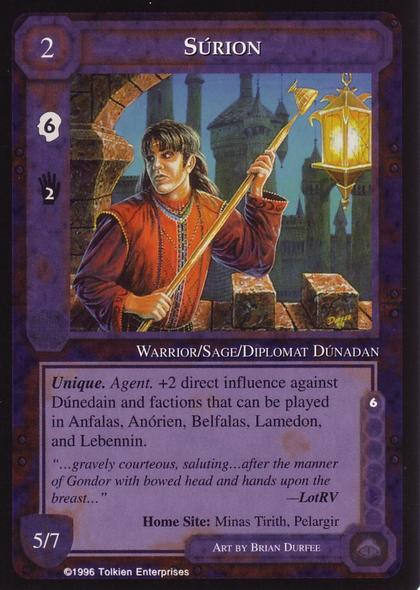 2
SÚRION
6
2
WARRIOR/SAGE/DIPLOMAT DÚNADAN
Unique. Agent. +2 direct influence against
Dúnedain and factions that can be played
in Anfalas, Anórien, Belfalas, Lamedon,
and Lebennin.
6
“...gravely courteous, saluting...after the manner
of Gondor with bowed head and hands upon the
breast...” —LotRV
Home Site: Minas Tirith, Pelargir
5/7
ART BY BRIAN DURFEE
©1996 Tolkien Enterprises